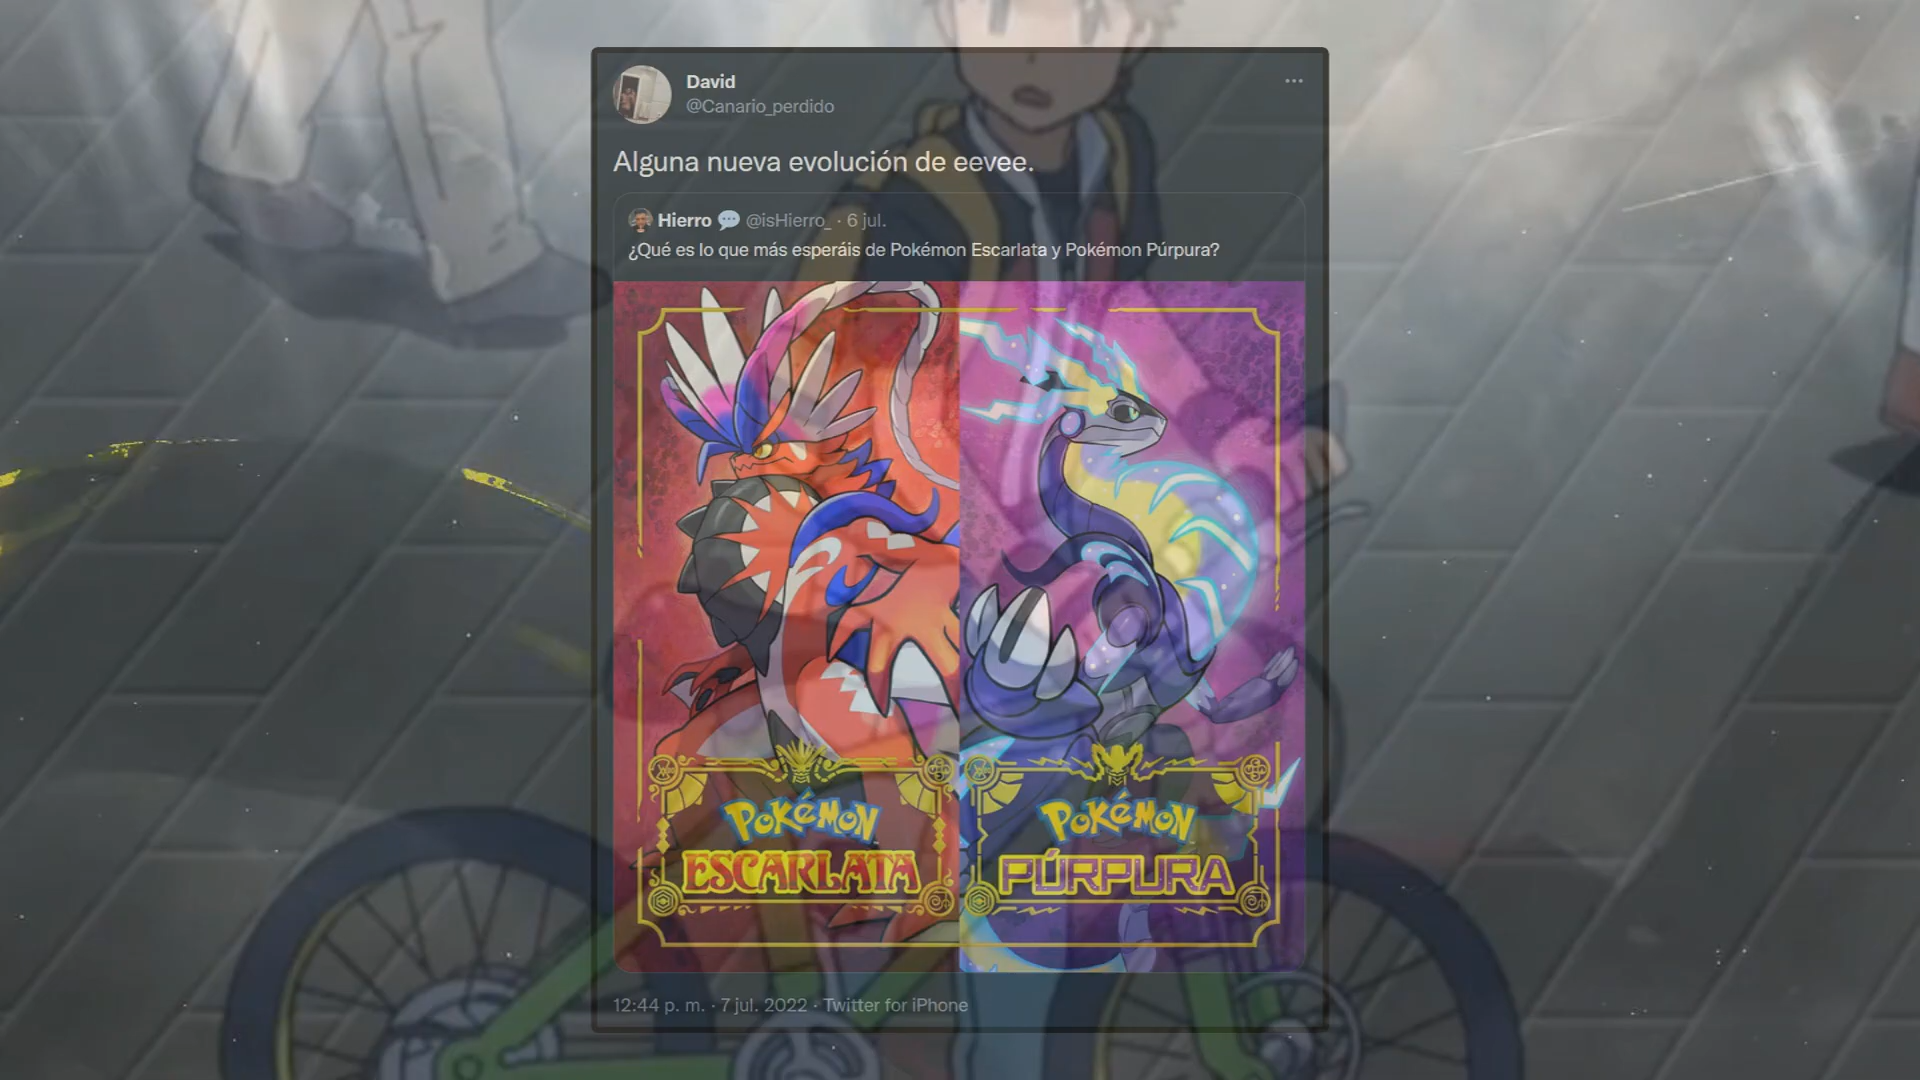 David
@Canario_perdido
Alguna nueva evolución de eevee.
Hierro 💬 @isHierro_ · 6 jul.
¿Qué es lo que más esperáis de Pokémon Escarlata y Pokémon Púrpura?
POKéMON
ESCARLATA
POKéMON
PÚRPURA
12:44 p. m. · 7 jul. 2022 · Twitter for iPhone